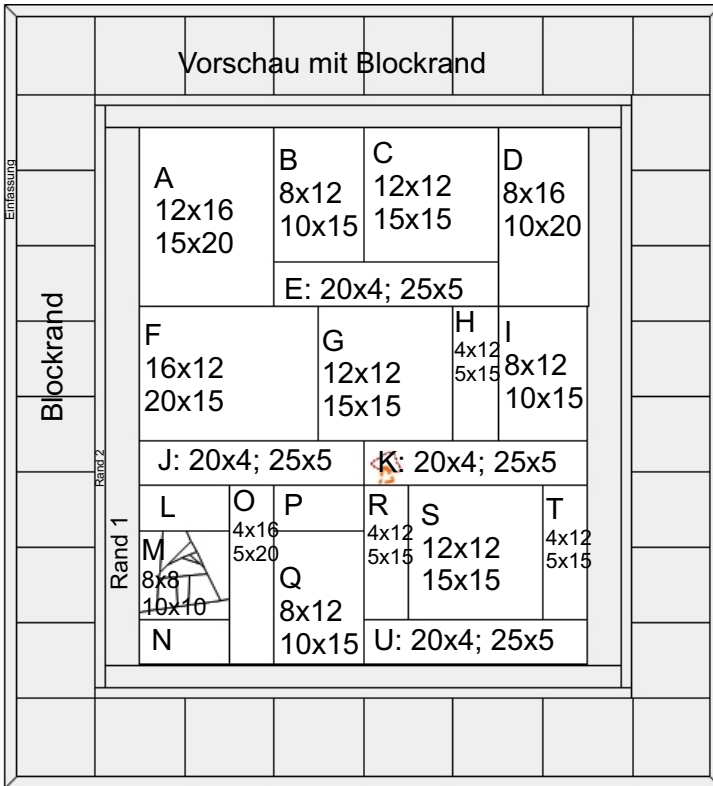 Vorschau mit Blockrand
Einfassung
Blockrand
Rand 2
Rand 1
A
12x16
15x20
B
8x12
10x15
C
12x12
15x15
D
8x16
10x20
E: 20x4; 25x5
F
16x12
20x15
G
12x12
15x15
H
4x12
5x15
I
8x12
10x15
J: 20x4; 25x5
K: 20x4; 25x5
L
M
8x8
10x10
N
O
4x16
5x20
P
Q
8x12
10x15
R
4x12
5x15
S
12x12
15x15
T
4x12
5x15
U: 20x4; 25x5